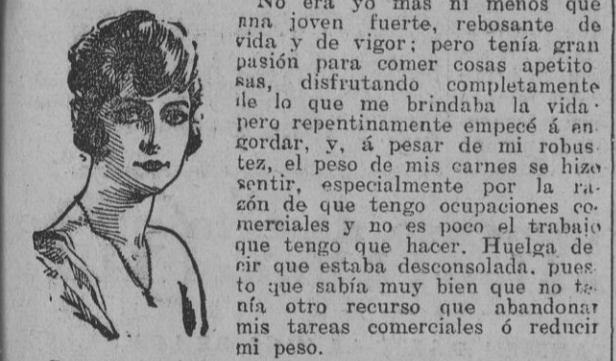 No era yo mas ni menos que
una joven fuerte, rebosante de
vida y de vigor; pero tenía gran
pasión para comer cosas apetito
sas, disfrutando completamente
de lo que me brindaba la vida·
pero repentinamente empecé á en
gordar, y, á pesar de mi robus
tez, el peso de mis carnes se hizo
sentir, especialmente por la ra-
zón de que tengo ocupaciones co-
merciales y no es poco el trabajo
que tengo que hacer. Huelga de
cir que estaba desconsolada. pues
to que sabía muy bien que no te-
nía otro recurso que abandonar
mis tareas comerciales ó reducir
mi peso.